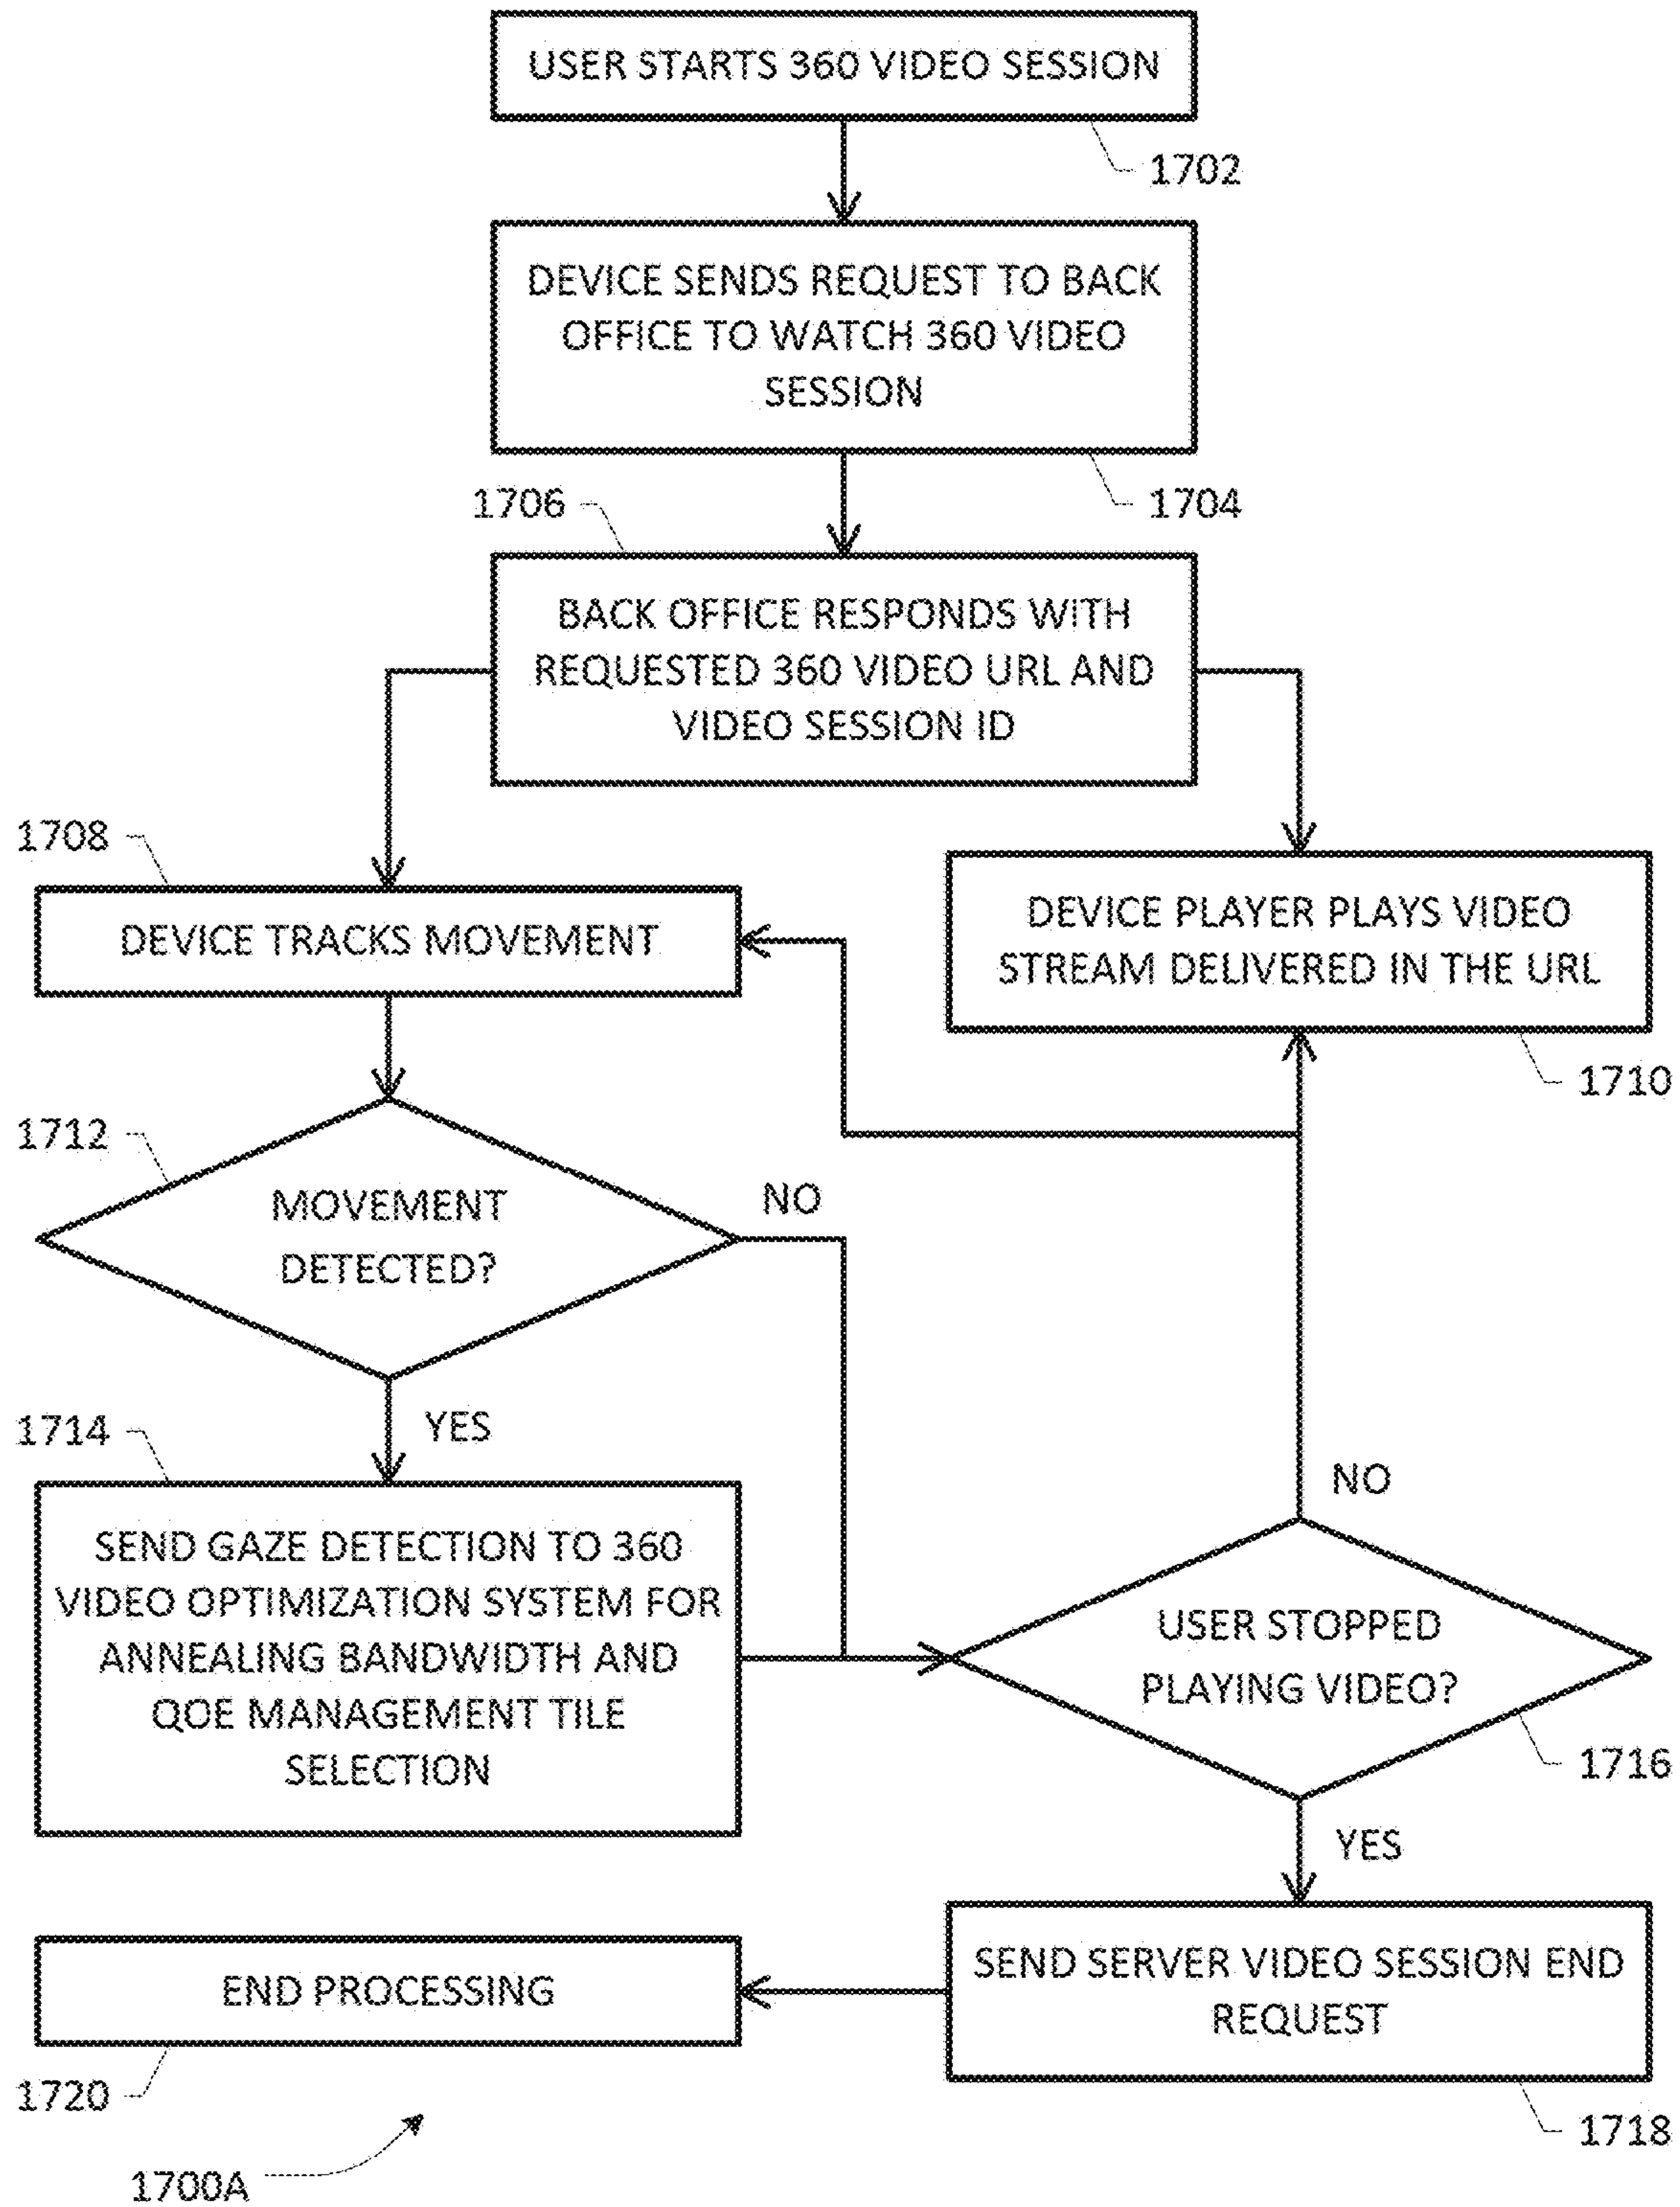 USER STARTS 360 VIDEO SESSION
1702
DEVICE SENDS REQUEST TO BACK
OFFICE TO WATCH 360 VIDEO
SESSION
1704
1706
BACK OFFICE RESPONDS WITH
REQUESTED 360 VIDEO URL AND
VIDEO SESSION ID
1708
DEVICE TRACKS MOVEMENT
DEVICE PLAYER PLAYS VIDEO
STREAM DELIVERED IN THE URL
1710
1712
MOVEMENT
DETECTED?
NO
YES
1714
SEND GAZE DETECTION TO 360
VIDEO OPTIMIZATION SYSTEM FOR
ANNEALING BANDWIDTH AND
QOE MANAGEMENT TILE
SELECTION
NO
USER STOPPED
PLAYING VIDEO?
1716
YES
SEND SERVER VIDEO SESSION END
REQUEST
1718
END PROCESSING
1720
1700A